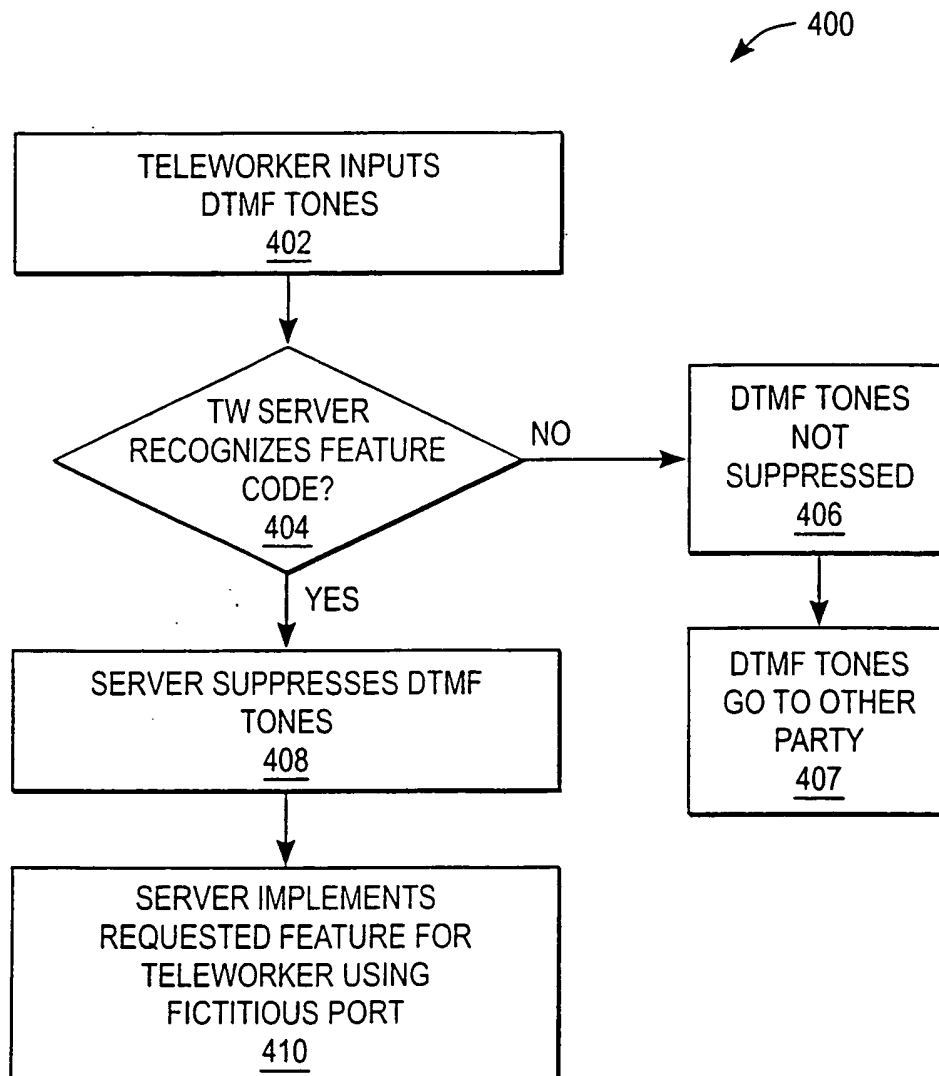 400
TELEWORKER INPUTS
DTMF TONES
402
TW SERVER
RECOGNIZES FEATURE
CODE?
404
NO
DTMF TONES
NOT
SUPPRESSED
406
DTMF TONES
GO TO OTHER
PARTY
407
YES
SERVER SUPPRESSES DTMF
TONES
408
SERVER IMPLEMENTS
REQUESTED FEATURE FOR
TELEWORKER USING
FICTITIOUS PORT
410